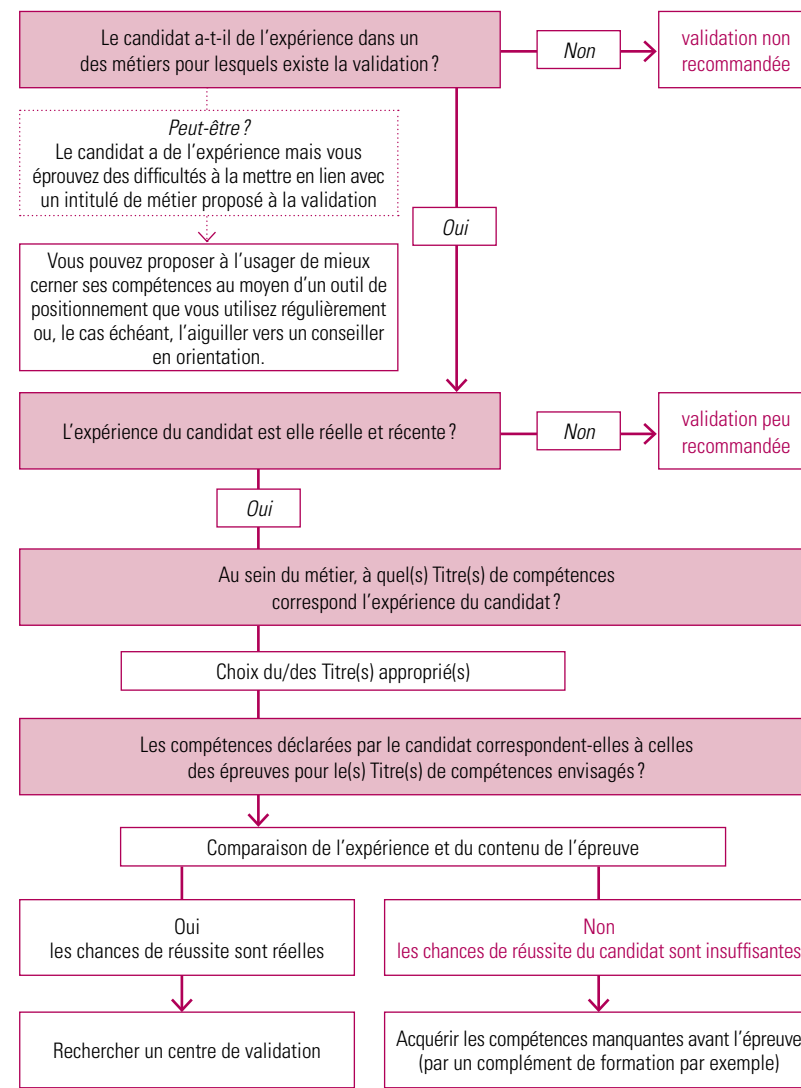 Le candidat a-t-il de l'expérience dans un
des métiers pour lesquels existe la validation ?
Non
validation non
recommandée
Peut-être ?
Le candidat a de l'expérience mais vous
éprouvez des difficultés à la mettre en lien avec
un intitulé de métier proposé à la validation
Oui
Vous pouvez proposer à l'usager de mieux
cerner ses compétences au moyen d'un outil de
positionnement que vous utilisez régulièrement
ou, le cas échéant, l'aiguiller vers un conseiller
en orientation.
L'expérience du candidat est elle réelle et récente ?
Non
validation peu
recommandée
Oui
Au sein du métier, à quel(s) Titre(s) de compétences
correspond l'expérience du candidat ?
Choix du/des Titre(s) approprié(s)
Les compétences déclarées par le candidat correspondent-elles à celles
des épreuves pour le(s) Titre(s) de compétences envisagés ?
Comparaison de l'expérience et du contenu de l'épreuve
Oui
les chances de réussite sont réelles
Non
les chances de réussite du candidat sont insuffisantes
Rechercher un centre de validation
Acquérir les compétences manquantes avant l'épreuve
(par un complément de formation par exemple)